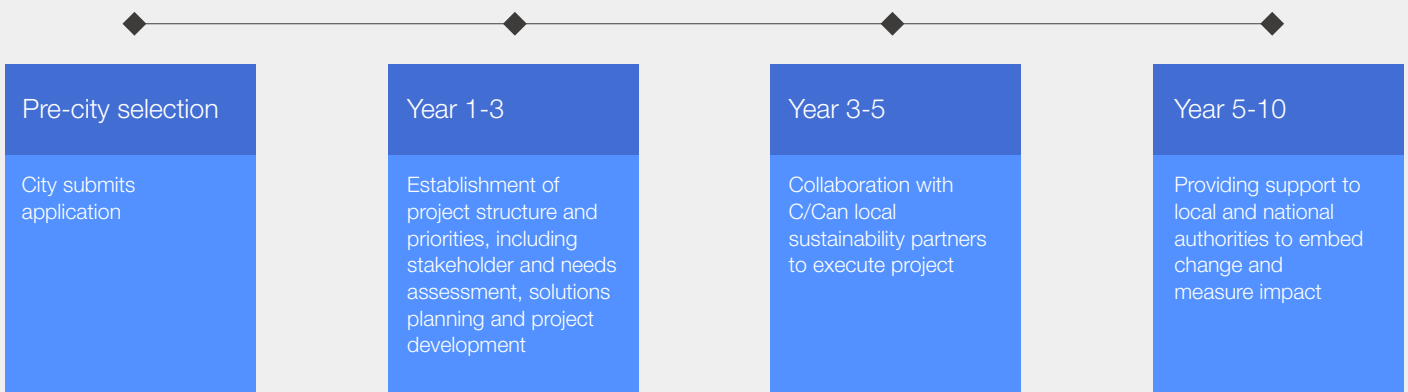 Pre-city selection
City submits
application
Year 1-3
Establishment of
project structure and
priorities, including
stakeholder and needs
assessment, solutions
planning and project
development
Year 3-5
Collaboration with
C/Can local
sustainability partners
to execute project
Year 5-10
Providing support to
local and national
authorities to embed
change and
measure impact